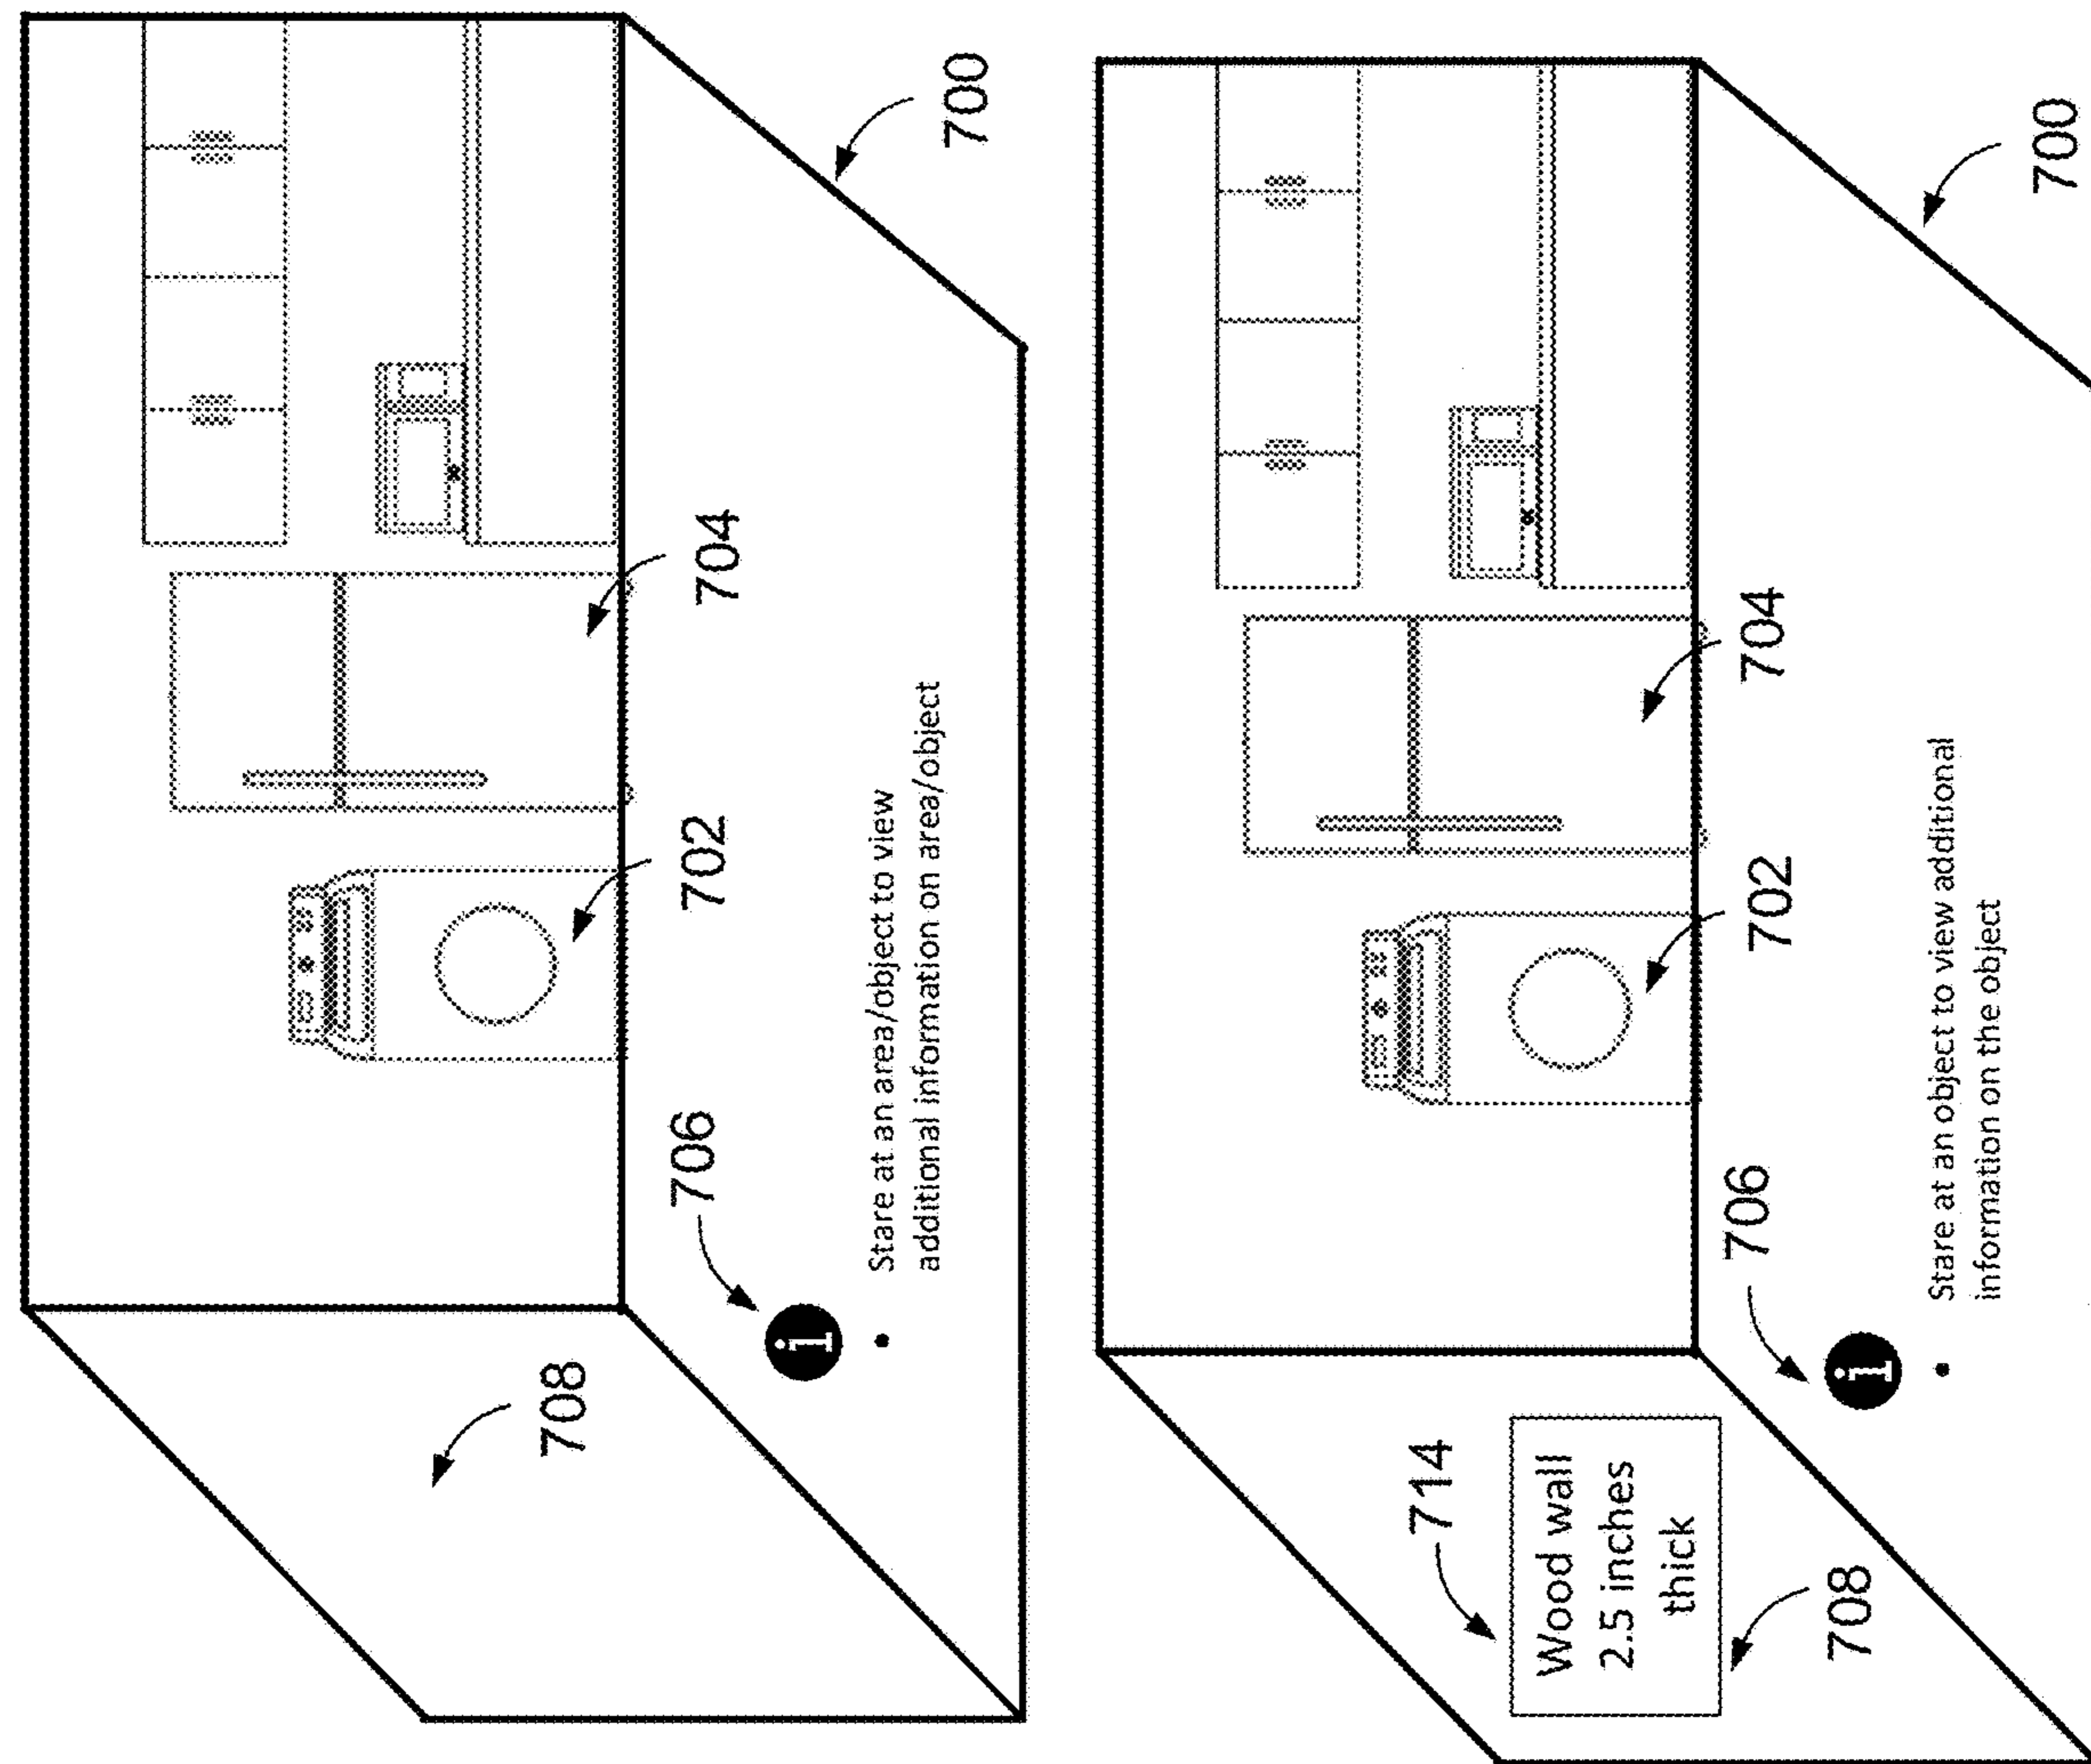 700
704
702
706
708
i
• Stare at an area/object to view
additional information on area/object
700
704
702
706
714
Wood wall
2.5 inches
thick
708
i
• Stare at an object to view additional
information on the object